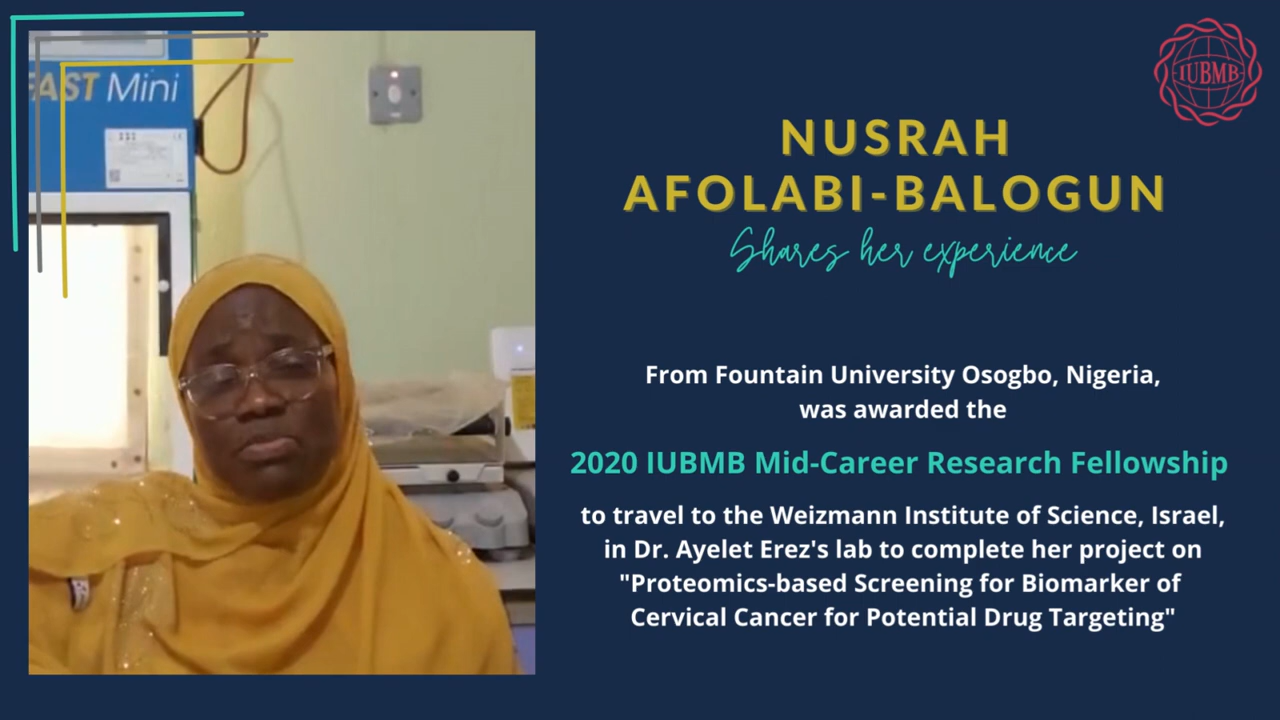 FAST Mini
IUBMB
NUSRAH
AFOLABI-BALOGUN
Shares her experience
From Fountain University Osogbo, Nigeria,
was awarded the
2020 IUBMB Mid-Career Research Fellowship
to travel to the Weizmann Institute of Science, Israel,
in Dr. Ayelet Erez's lab to complete her project on
"Proteomics-based Screening for Biomarker of
Cervical Cancer for Potential Drug Targeting"